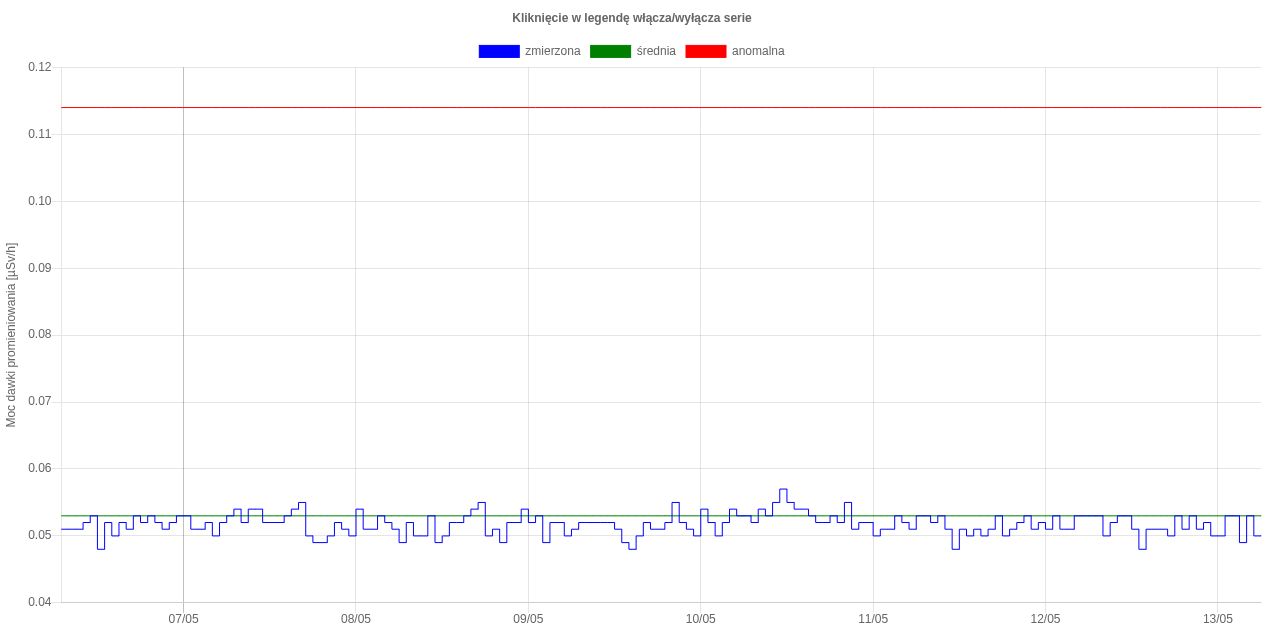 Kliknięcie w legendę włącza/wyłącza serie
zmierzona średnia anomalna
Moc dawki promieniowania [µSv/h]
0.12
0.11
0.10
0.09
0.08
0.07
0.06
0.05
0.04
07/05 08/05 09/05 10/05 11/05 12/05 13/05